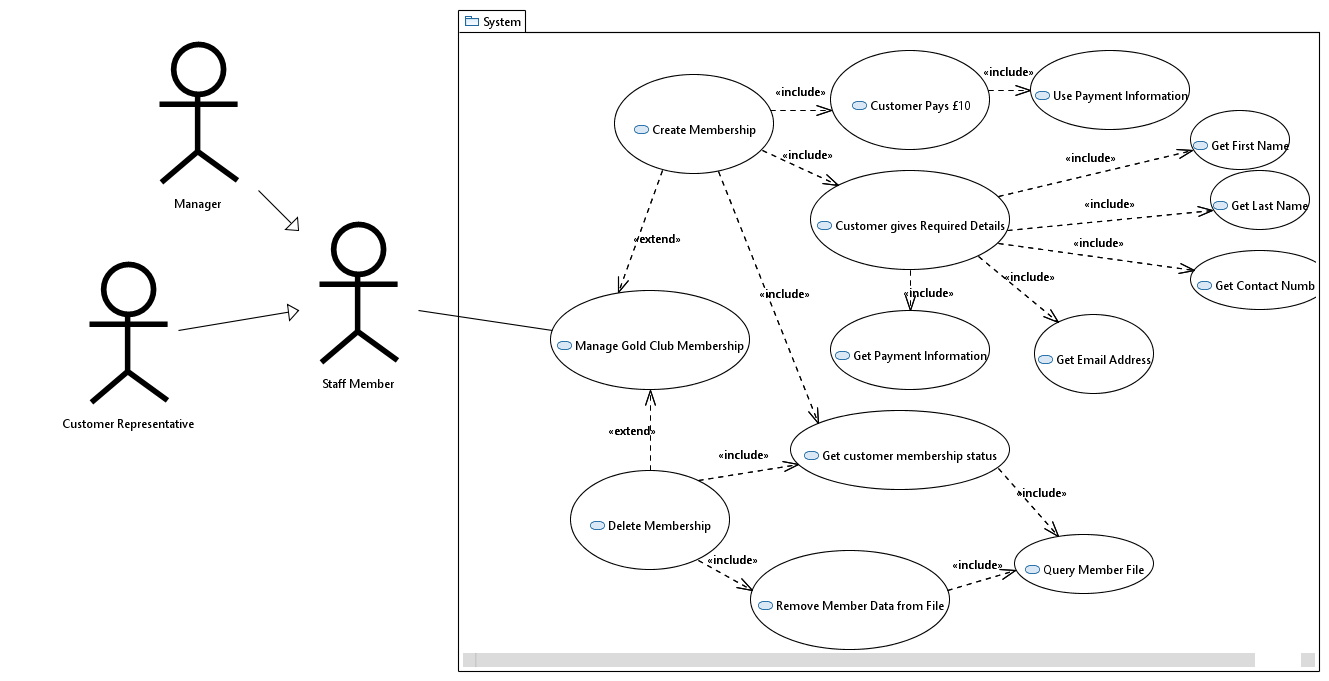 System
Manager
Customer Representative
Staff Member
Create Membership
«include»
Customer Pays £10
«include»
Use Payment Information
«include»
Customer gives Required Details
«include»
Get First Name
«include»
Get Last Name
«include»
Get Contact Numb
«include»
Get Email Address
«include»
Get Payment Information
«extend»
«include»
Manage Gold Club Membership
«extend»
«include»
Get customer membership status
«include»
Delete Membership
«include»
Remove Member Data from File
«include»
Query Member File